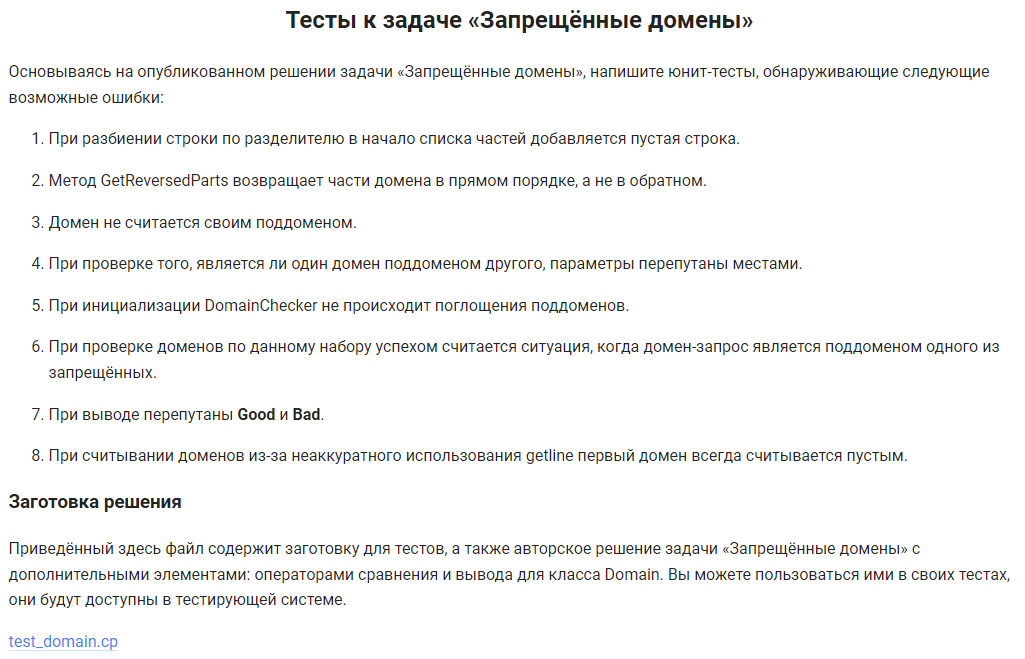 Тесты к задаче «Запрещённые домены»
Основываясь на опубликованном решении задачи «Запрещённые домены», напишите юнит-тесты, обнаруживающие следующие
возможные ошибки:
1. При разбиении строки по разделителю в начало списка частей добавляется пустая строка.
2. Метод GetReversedParts возвращает части домена в прямом порядке, а не в обратном.
3. Домен не считается своим поддоменом.
4. При проверке того, является ли один домен поддоменом другого, параметры перепутаны местами.
5. При инициализации DomainChecker не происходит поглощения поддоменов.
6. При проверке доменов по данному набору успехом считается ситуация, когда домен-запрос является поддоменом одного из
запрещённых.
7. При выводе перепутаны Good и Bad.
8. При считывании доменов из-за неаккуратного использования getline первый домен всегда считывается пустым.
Заготовка решения
Приведённый здесь файл содержит заготовку для тестов, а также авторское решение задачи «Запрещённые домены» с
дополнительными элементами: операторами сравнения и вывода для класса Domain. Вы можете пользоваться ими в своих тестах,
они будут доступны в тестирующей системе.
test_domain.cp